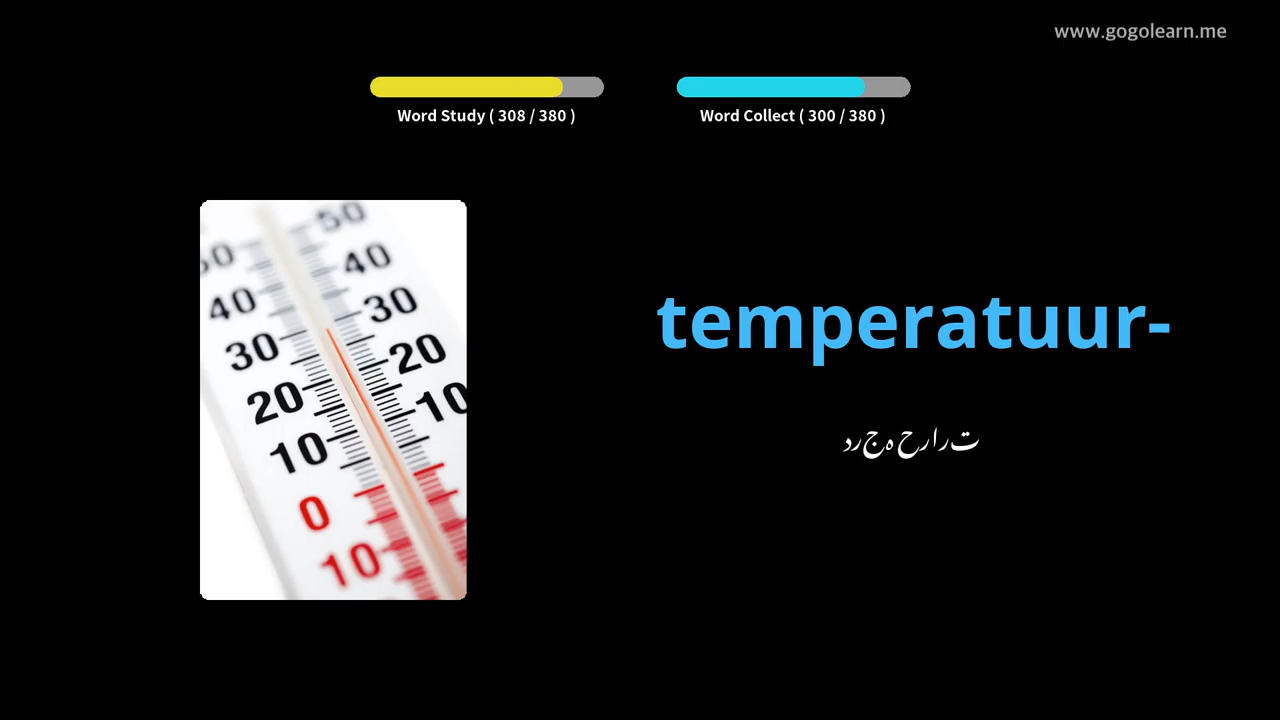 www.gogolearn.me
Word Study ( 308 / 380 )
Word Collect ( 300 / 380 )
50
40
40
30
30
20
20
10
10
0
10
temperatuur-
درجہ حرارت